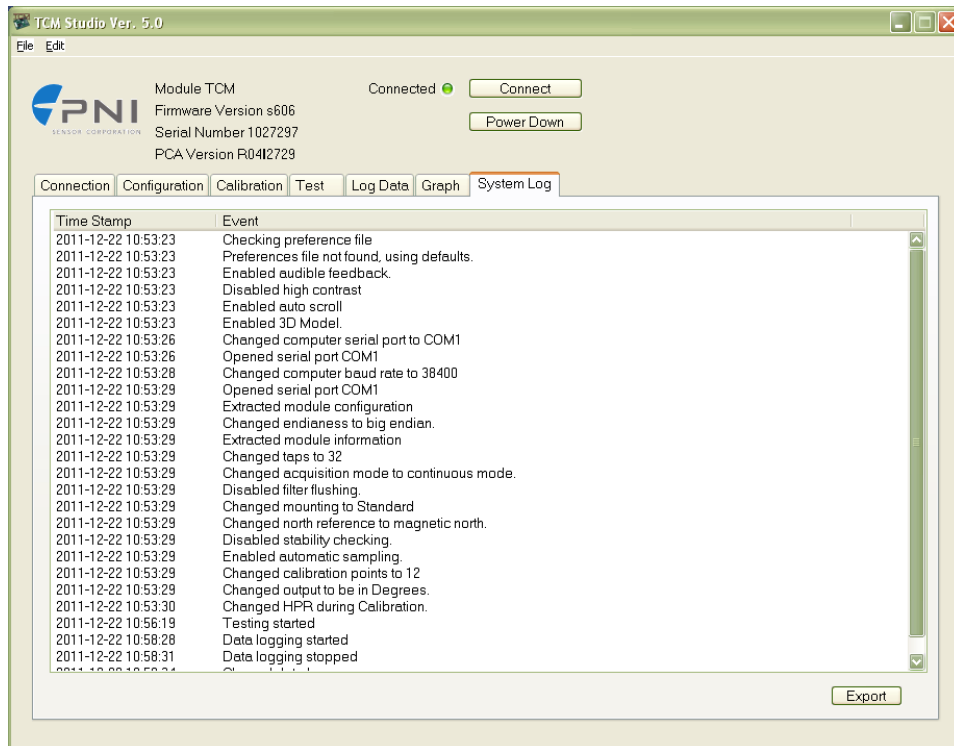 TCM Studio Ver. 5.0
File Edit
PNI
SENSOR CORPORATION
Module TCM
Firmware Version s606
Serial Number 1027297
PCA Version R04I2729
Connected
Connect
Power Down
Connection Configuration Calibration Test Log Data Graph System Log
Time Stamp Event
2011-12-22 10:53:23 Checking preference file
2011-12-22 10:53:23 Preferences file not found, using defaults.
2011-12-22 10:53:23 Enabled audible feedback.
2011-12-22 10:53:23 Disabled high contrast
2011-12-22 10:53:23 Enabled auto scroll
2011-12-22 10:53:23 Enabled 3D Model.
2011-12-22 10:53:26 Changed computer serial port to COM1
2011-12-22 10:53:26 Opened serial port COM1
2011-12-22 10:53:28 Changed computer baud rate to 38400
2011-12-22 10:53:29 Opened serial port COM1
2011-12-22 10:53:29 Extracted module configuration
2011-12-22 10:53:29 Changed endianess to big endian.
2011-12-22 10:53:29 Extracted module information
2011-12-22 10:53:29 Changed taps to 32
2011-12-22 10:53:29 Changed acquisition mode to continuous mode.
2011-12-22 10:53:29 Disabled filter flushing.
2011-12-22 10:53:29 Changed mounting to Standard
2011-12-22 10:53:29 Changed north reference to magnetic north.
2011-12-22 10:53:29 Disabled stability checking.
2011-12-22 10:53:29 Enabled automatic sampling.
2011-12-22 10:53:29 Changed calibration points to 12
2011-12-22 10:53:29 Changed output to be in Degrees.
2011-12-22 10:53:30 Changed HPR during Calibration.
2011-12-22 10:56:19 Testing started
2011-12-22 10:58:28 Data logging started
2011-12-22 10:58:31 Data logging stopped
Export